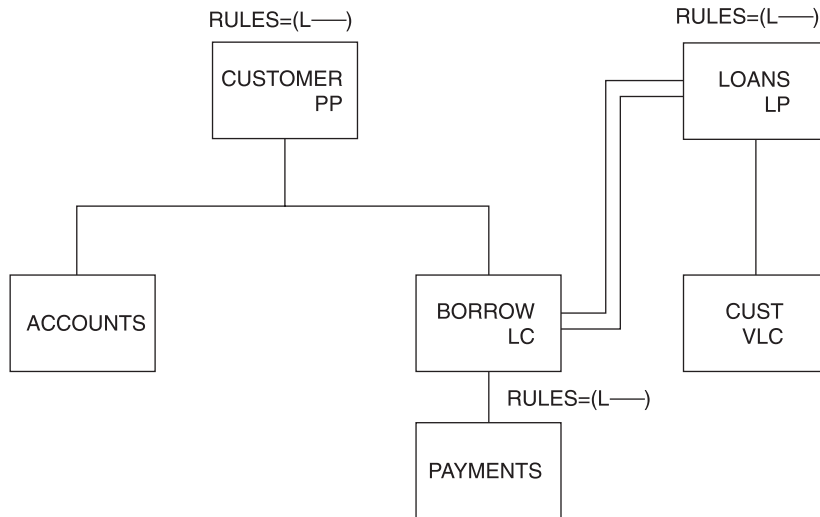 RULES=(L——)
CUSTOMER
PP
RULES=(L——)
LOANS
LP
ACCOUNTS
BORROW
LC
CUST
VLC
RULES=(L——)
PAYMENTS